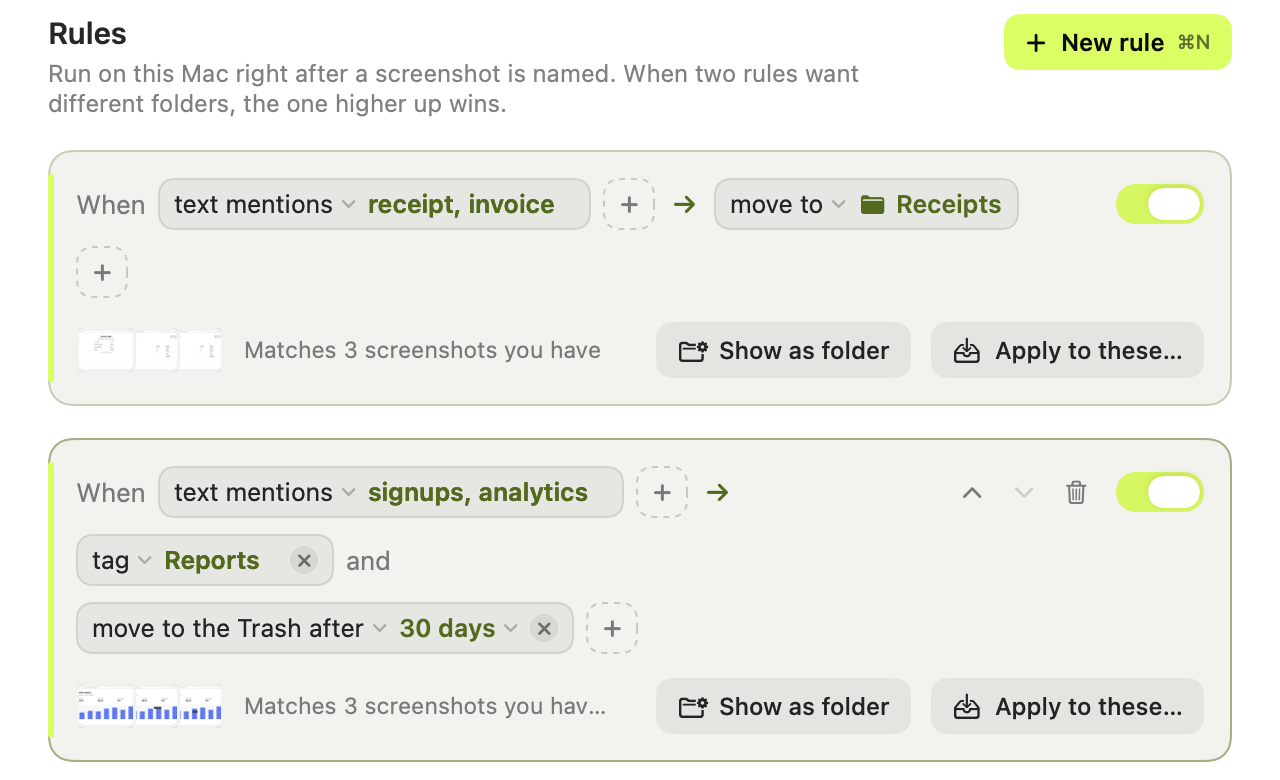 Rules
+ New rule ⌘N
Run on this Mac right after a screenshot is named. When two rules want
different folders, the one higher up wins.
When text mentions receipt, invoice + → move to Receipts
+
Matches 3 screenshots you have Show as folder Apply to these...
When text mentions signups, analytics + →
tag Reports × and
move to the Trash after 30 days × +
Matches 3 screenshots you hav... Show as folder Apply to these...